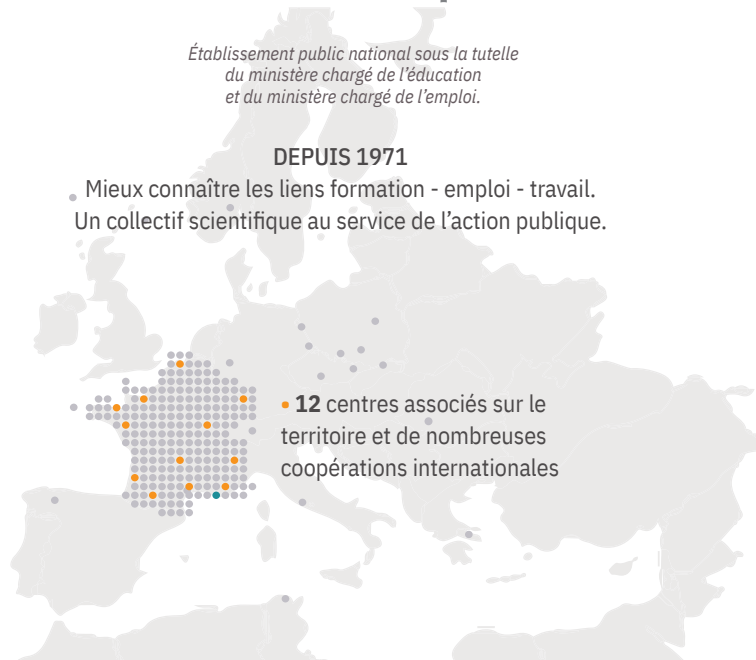 Établissement public national sous la tutelle
du ministère chargé de l’éducation
et du ministère chargé de l’emploi.
DEPUIS 1971
Mieux connaître les liens formation - emploi - travail.
Un collectif scientifique au service de l’action publique.
• 12 centres associés sur le
territoire et de nombreuses
coopérations internationales